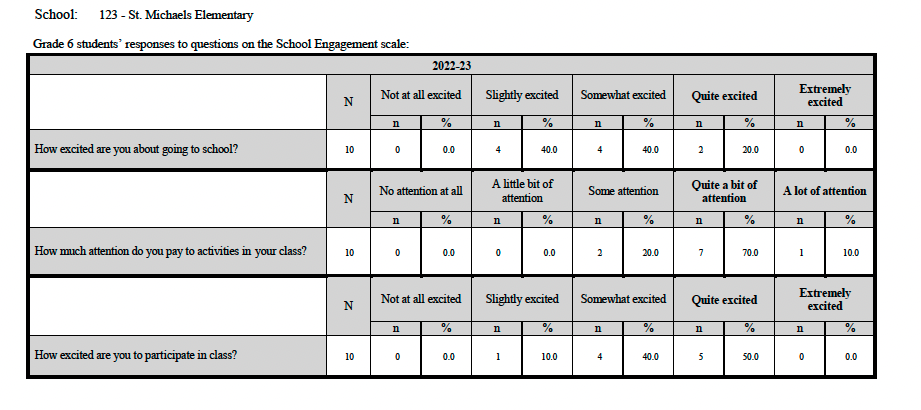 School: 123 - St. Michaels Elementary
Grade 6 students' responses to questions on the School Engagement scale:
2022-23
N Not at all excited Slightly excited Somewhat excited Quite excited Extremely excited
n % n % n % n % n %
How excited are you about going to school? 10 0 0.0 4 40.0 4 40.0 2 20.0 0 0.0
N No attention at all A little bit of attention Some attention Quite a bit of attention A lot of attention
n % n % n % n % n %
How much attention do you pay to activities in your class? 10 0 0.0 0 0.0 2 20.0 7 70.0 1 10.0
N Not at all excited Slightly excited Somewhat excited Quite excited Extremely excited
n % n % n % n % n %
How excited are you to participate in class? 10 0 0.0 1 10.0 4 40.0 5 50.0 0 0.0